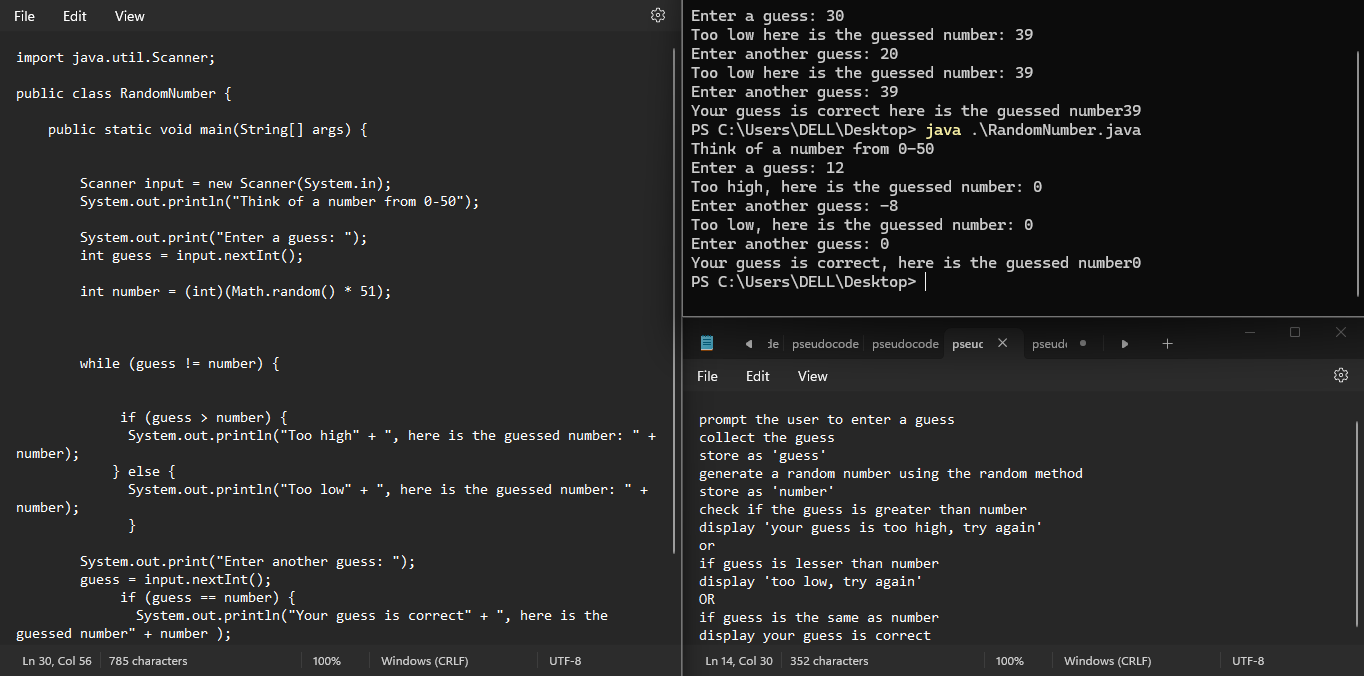 File Edit View
import java.util.Scanner;
public class RandomNumber {
public static void main(String[] args) {
Scanner input = new Scanner(System.in);
System.out.println("Think of a number from 0-50");
System.out.print("Enter a guess: ");
int guess = input.nextInt();
int number = (int)(Math.random() * 51);
while (guess != number) {
if (guess > number) {
System.out.println("Too high" + ", here is the guessed number: " +
number);
} else {
System.out.println("Too low" + ", here is the guessed number: " +
number);
}
System.out.print("Enter another guess: ");
guess = input.nextInt();
if (guess == number) {
System.out.println("Your guess is correct" + ", here is the
guessed number" + number );
Ln 30, Col 56 785 characters 100% Windows (CRLF) UTF-8
Enter a guess: 30
Too low here is the guessed number: 39
Enter another guess: 20
Too low here is the guessed number: 39
Enter another guess: 39
Your guess is correct here is the guessed number39
PS C:\Users\DELL\Desktop> java .\RandomNumber.java
Think of a number from 0-50
Enter a guess: 12
Too high, here is the guessed number: 0
Enter another guess: -8
Too low, here is the guessed number: 0
Enter another guess: 0
Your guess is correct, here is the guessed number0
PS C:\Users\DELL\Desktop>
de pseudocode pseudocode pseuc pseud
File Edit View
prompt the user to enter a guess
collect the guess
store as 'guess'
generate a random number using the random method
store as 'number'
check if the guess is greater than number
display 'your guess is too high, try again'
or
if guess is lesser than number
display 'too low, try again'
OR
if guess is the same as number
display your guess is correct
Ln 14, Col 30 352 characters 100% Windows (CRLF) UTF-8